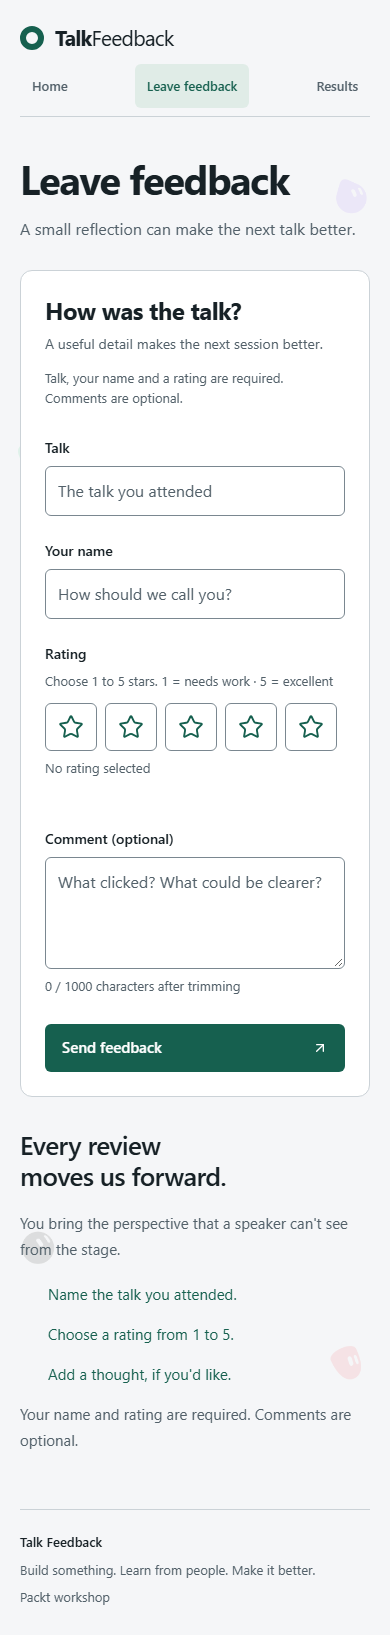 TalkFeedback
Home Leave feedback Results
Leave feedback
A small reflection can make the next talk better.
How was the talk?
A useful detail makes the next session better.
Talk, your name and a rating are required.
Comments are optional.
Talk
The talk you attended
Your name
How should we call you?
Rating
Choose 1 to 5 stars. 1 = needs work · 5 = excellent
No rating selected
Comment (optional)
What clicked? What could be clearer?
0 / 1000 characters after trimming
Send feedback
Every review
moves us forward.
You bring the perspective that a speaker can't see
from the stage.
Name the talk you attended.
Choose a rating from 1 to 5.
Add a thought, if you'd like.
Your name and rating are required. Comments are
optional.
Talk Feedback
Build something. Learn from people. Make it better.
Packt workshop